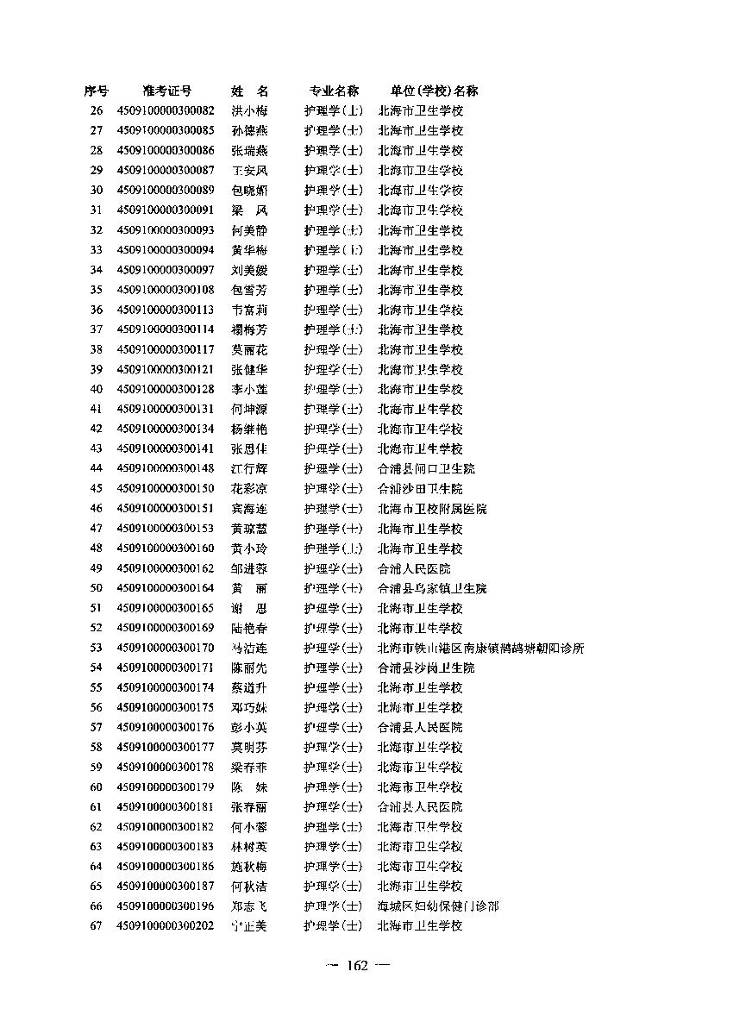 序号 准考证号 姓 名 专业名称 单位(学校)名称
26 4509100000300082 洪小梅 护理学(士) 北海市卫生学校
27 4509100000300085 孙德燕 护理学(士) 北海市卫生学校
28 4509100000300086 张瑞燕 护理学(士) 北海市卫生学校
29 4509100000300087 王安凤 护理学(士) 北海市卫生学校
30 4509100000300089 包晓媚 护理学(士) 北海市卫生学校
31 4509100000300091 梁 凤 护理学(士) 北海市卫生学校
32 4509100000300093 何美静 护理学(士) 北海市卫生学校
33 4509100000300094 黄华梅 护理学(士) 北海市卫生学校
34 4509100000300097 刘美媛 护理学(士) 北海市卫生学校
35 4509100000300108 包雪芳 护理学(士) 北海市卫生学校
36 4509100000300113 韦富莉 护理学(士) 北海市卫生学校
37 4509100000300114 禤梅芳 护理学(士) 北海市卫生学校
38 4509100000300117 莫丽花 护理学(士) 北海市卫生学校
39 4509100000300121 张健华 护理学(士) 北海市卫生学校
40 4509100000300128 李小莲 护理学(士) 北海市卫生学校
41 4509100000300131 何坤源 护理学(士) 北海市卫生学校
42 4509100000300134 杨继艳 护理学(士) 北海市卫生学校
43 4509100000300141 张思佳 护理学(士) 北海市卫生学校
44 4509100000300148 江行辉 护理学(士) 合浦县闸口卫生院
45 4509100000300150 花彩凉 护理学(士) 合浦沙田卫生院
46 4509100000300151 宾海连 护理学(士) 北海市卫校附属医院
47 4509100000300153 黄琼慧 护理学(士) 北海市卫生学校
48 4509100000300160 黄小玲 护理学(士) 北海市卫生学校
49 4509100000300162 邹进蓉 护理学(士) 合浦人民医院
50 4509100000300164 黄 丽 护理学(士) 合浦县乌家镇卫生院
51 4509100000300165 谢 思 护理学(士) 北海市卫生学校
52 4509100000300169 陆艳春 护理学(士) 北海市卫生学校
53 4509100000300170 马洁连 护理学(士) 北海市铁山港区南康镇鹧鸪塘朝阳诊所
54 4509100000300171 陈丽先 护理学(士) 合浦县沙岗卫生院
55 4509100000300174 蔡道升 护理学(士) 北海市卫生学校
56 4509100000300175 邓巧妹 护理学(士) 北海市卫生学校
57 4509100000300176 彭小英 护理学(士) 合浦县人民医院
58 4509100000300177 莫明芬 护理学(士) 北海市卫生学校
59 4509100000300178 梁春菲 护理学(士) 北海市卫生学校
60 4509100000300179 陈 妹 护理学(士) 北海市卫生学校
61 4509100000300181 张春丽 护理学(士) 合浦县人民医院
62 4509100000300182 何小蓉 护理学(士) 北海市卫生学校
63 4509100000300183 林树英 护理学(士) 北海市卫生学校
64 4509100000300186 施秋梅 护理学(士) 北海市卫生学校
65 4509100000300187 何秋洁 护理学(士) 北海市卫生学校
66 4509100000300196 郑志飞 护理学(士) 海城区妇幼保健门诊部
67 4509100000300202 宁正美 护理学(士) 北海市卫生学校
— 162 —